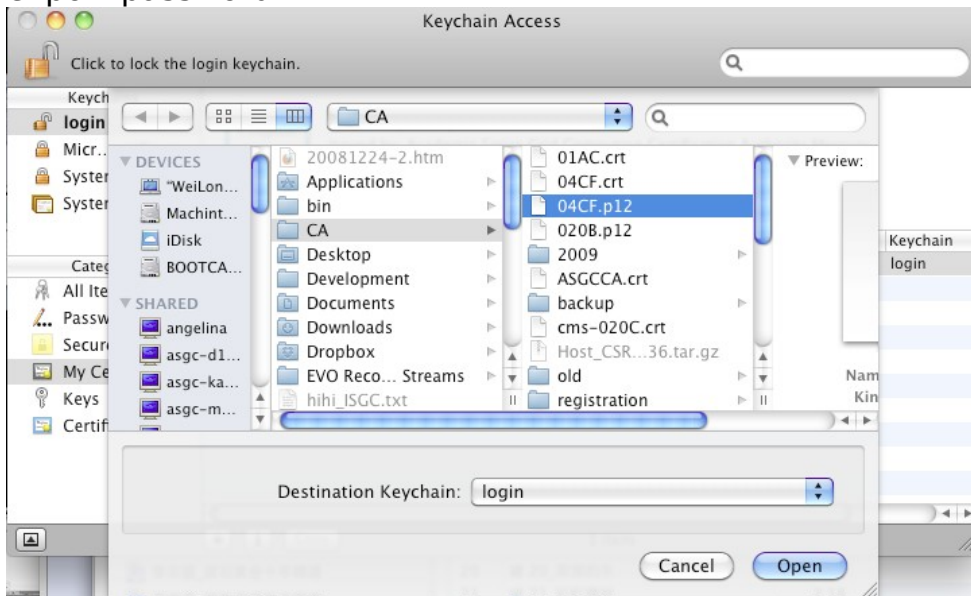 Keychain Access
Click to lock the login keychain.
Keych
login
Micr...
Syster
Syster
Categ
All Ite
Passw
Secure
My Ce
Keys
Certifi
CA
DEVICES
"WeiLon...
Machint...
iDisk
BOOTCA...
SHARED
angelina
asgc-d1...
asgc-ka...
asgc-m...
20081224-2.htm
Applications
bin
CA
Desktop
Development
Documents
Downloads
Dropbox
EVO Reco... Streams
hihi_ISGC.txt
01AC.crt
04CF.crt
04CF.p12
020B.p12
2009
ASGCCA.crt
backup
cms-020C.crt
Host_CSR...36.tar.gz
old
registration
Preview:
Nam
Kin
Keychain
login
Destination Keychain: login
Cancel
Open